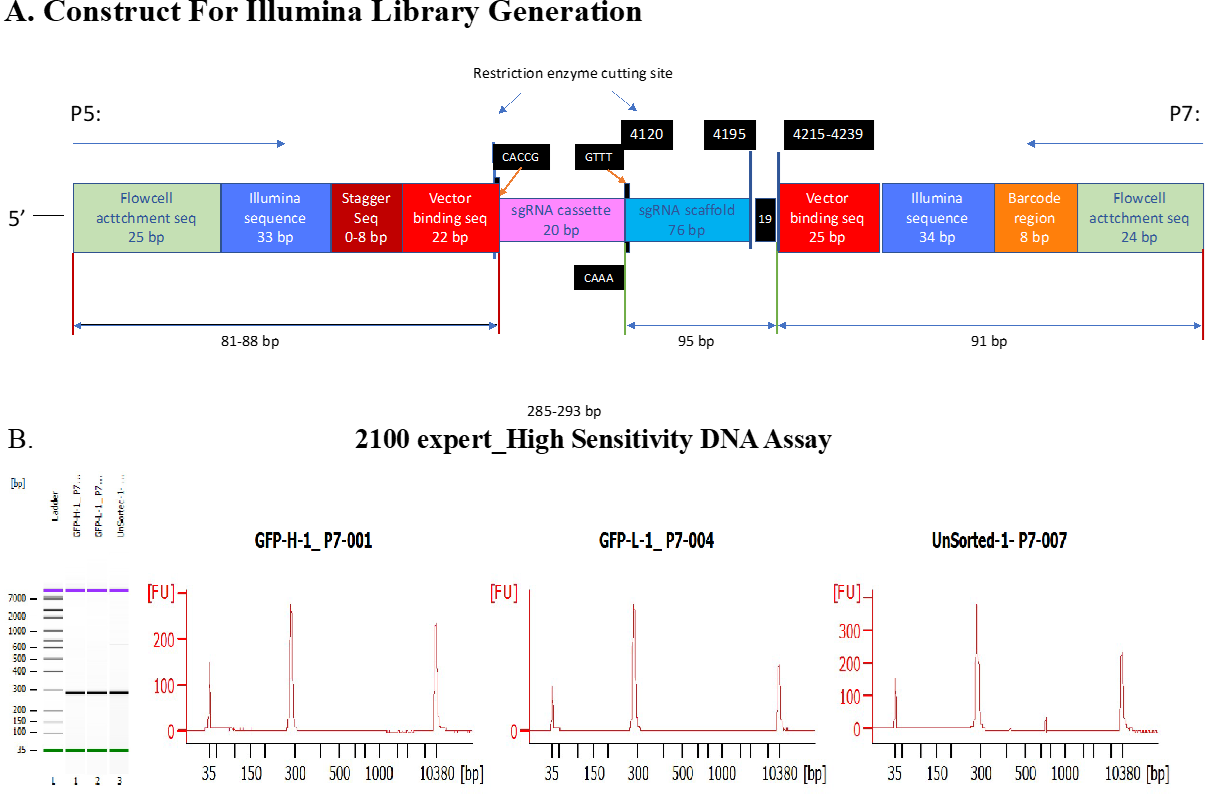 A. Construct For Illumina Library Generation
Restriction enzyme cutting site
P5:
P7:
4120
4195
4215-4239
CACCG
GTTT
5’
Flowcell
acttchment seq
25 bp
Illumina
sequence
33 bp
Stagger
Seq
0-8 bp
Vector
binding seq
22 bp
sgRNA cassette
20 bp
sgRNA scaffold
76 bp
19
Vector
binding seq
25 bp
Illumina
sequence
34 bp
Barcode
region
8 bp
Flowcell
acttchment seq
24 bp
CAAA
81-88 bp
95 bp
91 bp
285-293 bp
B.
2100 expert_High Sensitivity DNA Assay
[bp]
Ladder
GFP-H-1_ P7...
GFP-L-1_ P7...
UnSorted-1-...
7000
2000
1000
600
500
400
300
200
150
100
35
L
1
2
3
GFP-H-1_ P7-001
[FU]
200
100
0
35 150 300 500 1000 10380 [bp]
GFP-L-1_ P7-004
[FU]
0
35 150 300 500 1000 10380 [bp]
UnSorted-1- P7-007
[FU]
300
200
100
0
35 150 300 500 1000 10380 [bp]